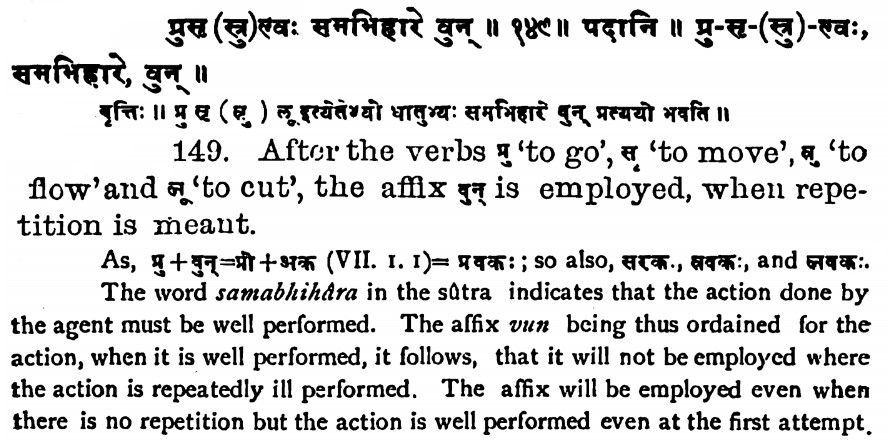 प्रुसृ (स्रु)ल्वः समभिहारे वुन् ॥ १४९ ॥ पदानि ॥ प्रु-सृ-(स्रु)-ल्वः,
समभिहारे, वुन् ॥
वृत्तिः ॥ प्रु सृ ( स्रु ) लू इत्येतेभ्यो धातुभ्यः समभिहारे वुन् प्रत्ययो भवति ॥
149. After the verbs प्रु 'to go', सृ 'to move', स्रु 'to
flow' and लू 'to cut', the affix वुन् is employed, when repe-
tition is meant.
As, प्रु + वुन्=प्रो + अक (VII. 1. 1)= प्रवकः ; so also, सरक., स्रवकः, and लवकः.
The word samabhihâra in the sûtra indicates that the action done by
the agent must be well performed. The affix vun being thus ordained for the
action, when it is well performed, it follows, that it will not be employed where
the action is repeatedly ill performed. The affix will be employed even when
there is no repetition but the action is well performed even at the first attempt.